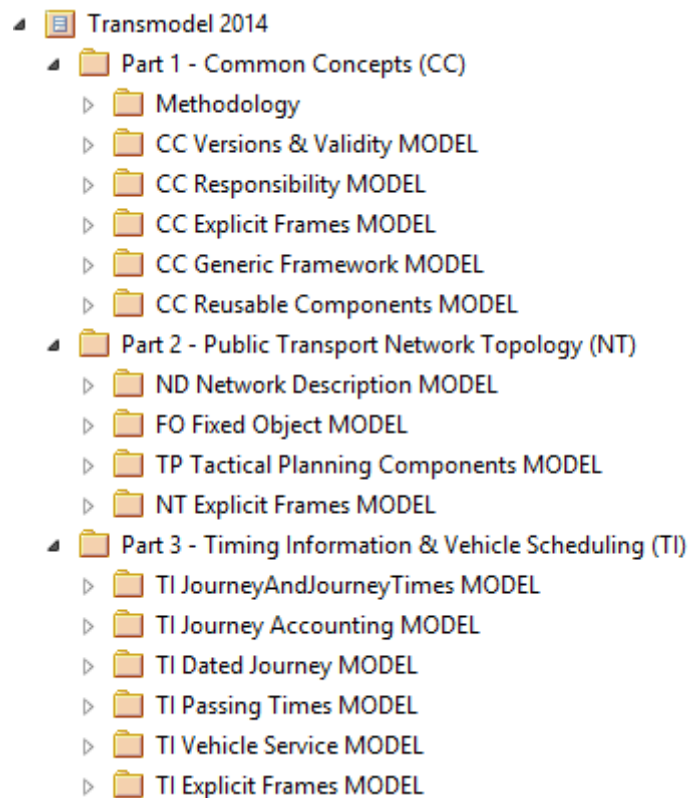 Transmodel 2014
Part 1 - Common Concepts (CC)
Methodology
CC Versions & Validity MODEL
CC Responsibility MODEL
CC Explicit Frames MODEL
CC Generic Framework MODEL
CC Reusable Components MODEL
Part 2 - Public Transport Network Topology (NT)
ND Network Description MODEL
FO Fixed Object MODEL
TP Tactical Planning Components MODEL
NT Explicit Frames MODEL
Part 3 - Timing Information & Vehicle Scheduling (TI)
TI JourneyAndJourneyTimes MODEL
TI Journey Accounting MODEL
TI Dated Journey MODEL
TI Passing Times MODEL
TI Vehicle Service MODEL
TI Explicit Frames MODEL